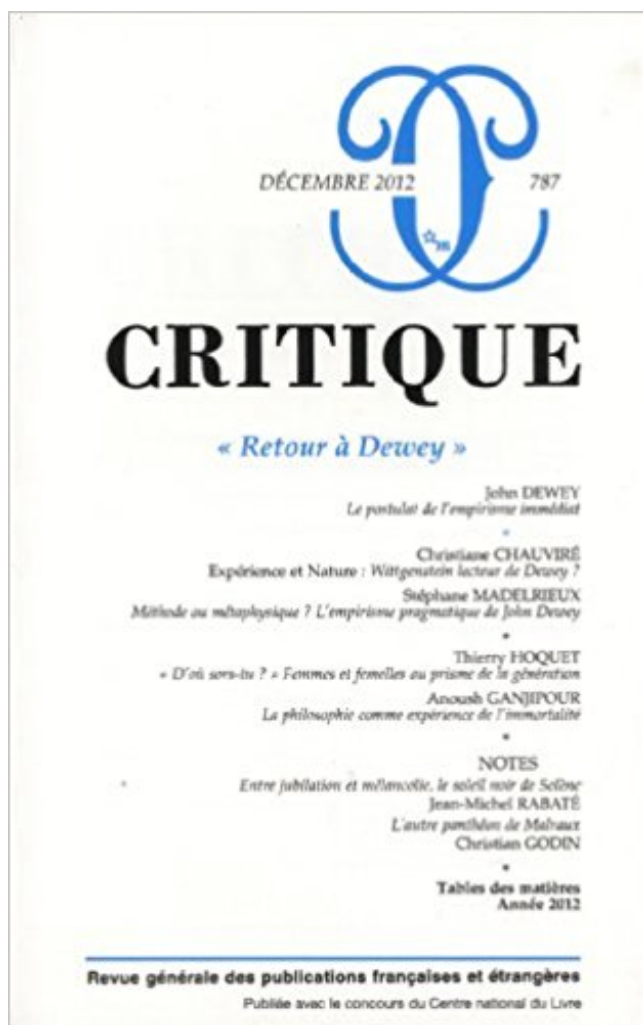 DÉCEMBRE 2012 787
CRITIQUE
« Retour à Dewey »
John DEWEY
Le postulat de l'empirisme immédiat
Christiane CHAUVIRÉ
Expérience et Nature : Wittgenstein lecteur de Dewey ?
Stéphane MADELRIEUX
Méthode ou métaphysique ? L'empirisme pragmatique de John Dewey
Thierry HOQUET
« D'où sors-tu ? » Femmes et femelles au prisme de la génération
Anoush GANJIPOUR
La philosophie comme expérience de l'immortalité
NOTES
Entre jubilation et mélancolie, le soleil noir de
Jean-Michel RABATÉ
L'autre panthéon de Malraux
Christian GODIN
Tables des matières
Année 2012
Revue générale des publications françaises et étrangères
Publiée avec le concours du Centre national du Livre